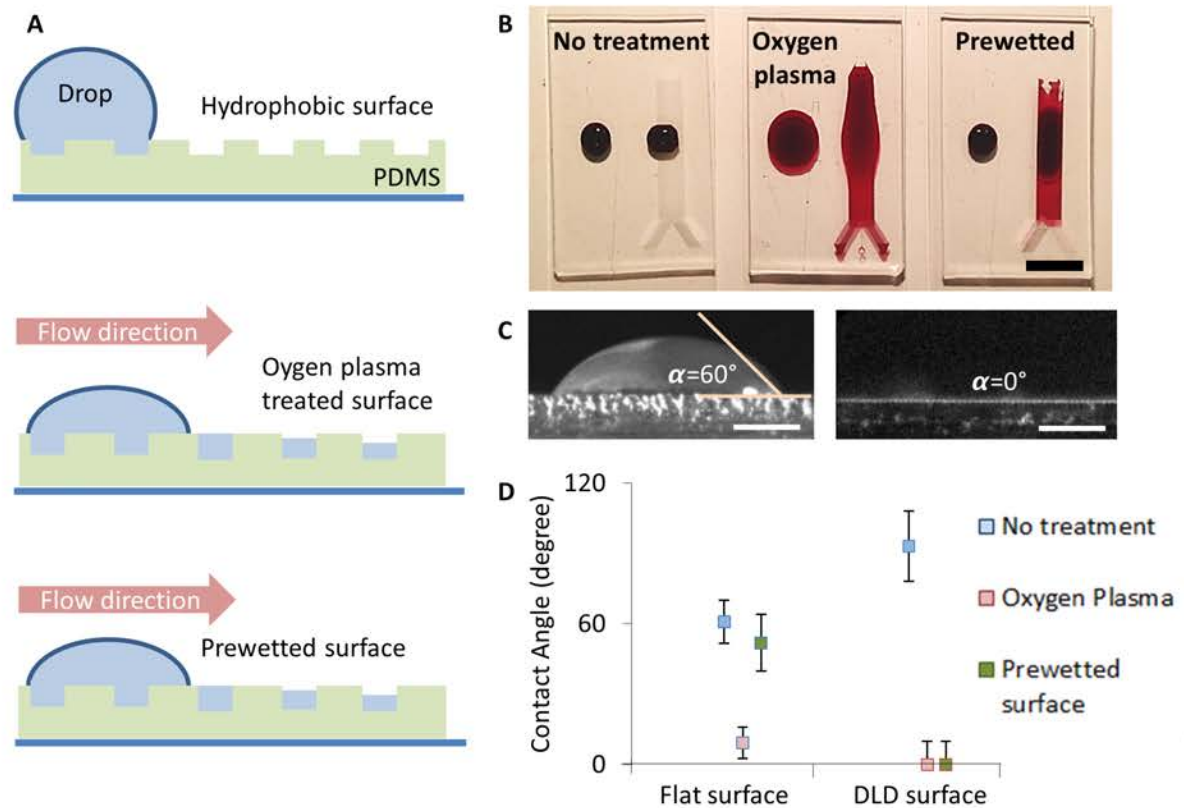 A
Drop
Hydrophobic surface
PDMS
Flow direction
Oygen plasma
treated surface
Flow direction
Prewetted surface
B
No treatment
Oxygen
plasma
Prewetted
C
α=60°
α=0°
D
Contact Angle (degree)
120
60
0
Flat surface
DLD surface
No treatment
Oxygen Plasma
Prewetted
surface